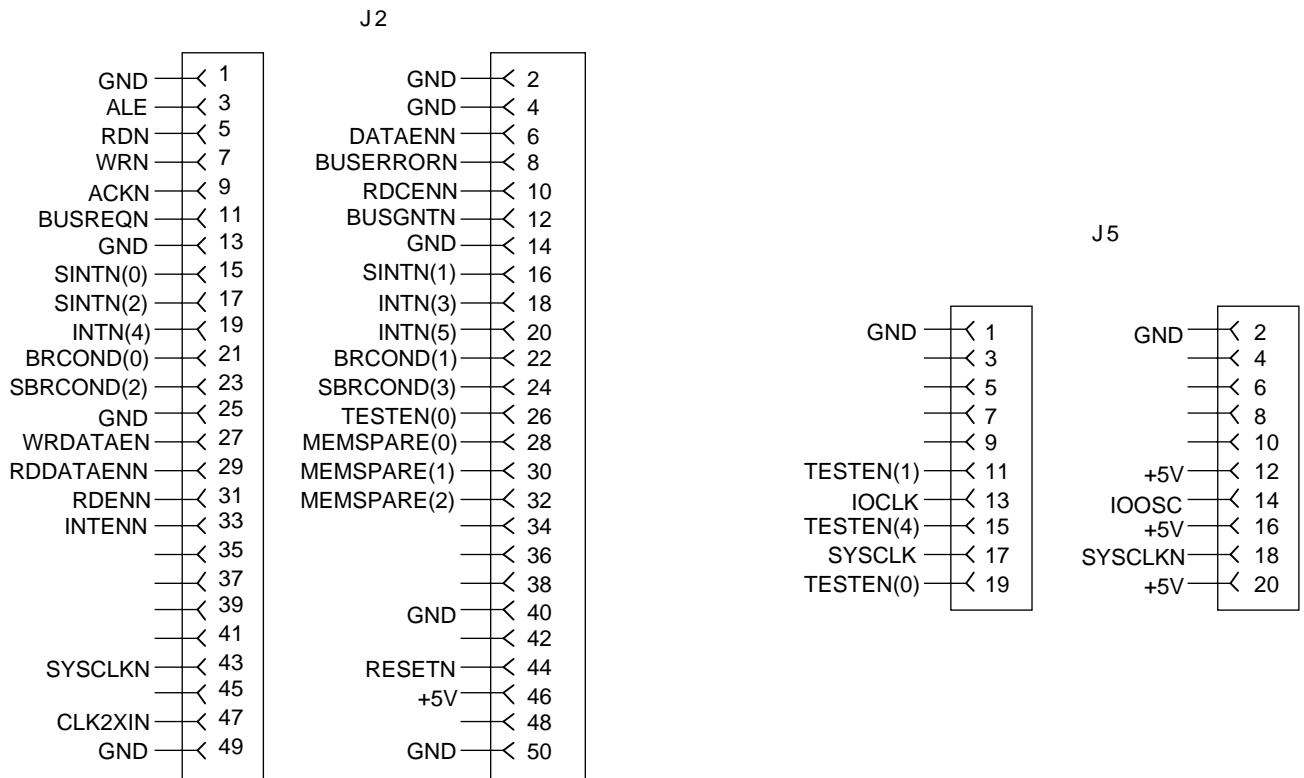 J2
GND 1
ALE 3
RDN 5
WRN 7
ACKN 9
BUSREQN 11
GND 13
SINTN(0) 15
SINTN(2) 17
INTN(4) 19
BRCOND(0) 21
SBRCOND(2) 23
GND 25
WRDATAEN 27
RDDATAENN 29
RDENN 31
INTENN 33
35
37
39
41
SYSCLKN 43
45
CLK2XIN 47
GND 49
GND 2
GND 4
DATAENN 6
BUSERRORN 8
RDCENN 10
BUSGNTN 12
GND 14
SINTN(1) 16
INTN(3) 18
INTN(5) 20
BRCOND(1) 22
SBRCOND(3) 24
TESTEN(0) 26
MEMSPARE(0) 28
MEMSPARE(1) 30
MEMSPARE(2) 32
34
36
38
GND 40
42
RESETN 44
+5V 46
48
GND 50
J5
GND 1
3
5
7
9
TESTEN(1) 11
IOCLK 13
TESTEN(4) 15
SYSCLK 17
TESTEN(0) 19
GND 2
4
6
8
10
+5V 12
IOOSC 14
+5V 16
SYSCLKN 18
+5V 20